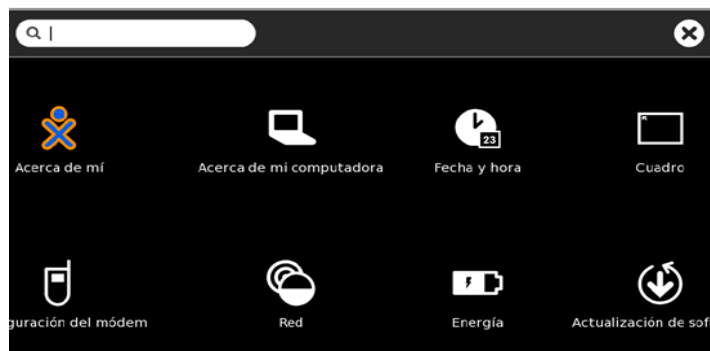 Acerca de mí
Acerca de mi computadora
23
Fecha y hora
Cuadro
guración del módem
Red
Energía
Actualización de sof